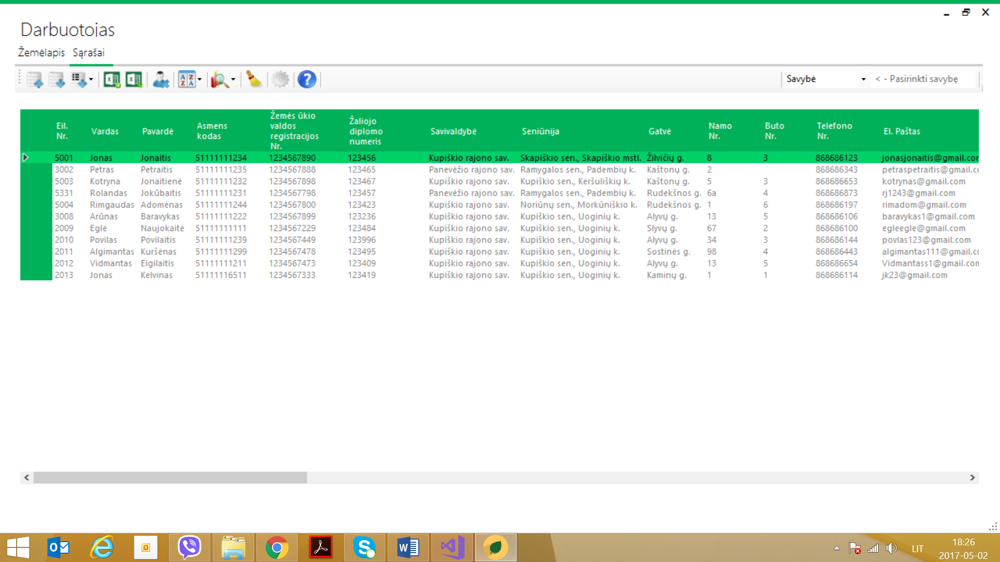 Darbuotojas
Žemėlapis Sąrašai
Savybė < - Pasirinkti savybę
Eil. Nr. Vardas Pavardė Asmens kodas Žemės ūkio valdos registracijos Nr. Žaliojo diplomo numeris Savivaldybė Seniūnija Gatvė Namo Nr. Buto Nr. Telefono Nr. El. Paštas
5001 Jonas Jonaitis 51111111234 1234567890 123456 Kupiškio rajono sav. Skapiškio sen., Skapiškio mstl. Žilvičių g. 8 3 868686123 jonasjonaitis@gmail.cor
3002 Petras Petraitis 51111111235 1234567888 123465 Panevėžio rajono sav. Ramygalos sen., Padembių k. Kaštonų g. 2 868686343 petraspetraitis@gmail.cc
5003 Kotryna Jonaitienė 51111111232 1234567898 123467 Kupiškio rajono sav. Kupiškio sen., Keršuliškių k. Kaštonų g. 5 3 868686653 kotrynas@gmail.com
5331 Rolandas Jokūbaitis 51111111231 1234567798 123457 Panevėžio rajono sav. Ramygalos sen., Padembių k. Rudekšnos g. 6a 4 868686873 rj1243@gmail.com
5004 Rimgaudas Adomėnas 51111111244 1234567800 123423 Kupiškio rajono sav. Noriūnų sen., Morkūniškio k. Rudekšnos g. 1 6 868686197 rimadom@gmail.com
3008 Arūnas Baravykas 51111111222 1234567899 123236 Kupiškio rajono sav. Kupiškio sen., Uoginių k. Alyvų g. 13 5 868686106 baravykas1@gmail.com
2009 Eglė Naujokaitė 51111111111 1234567229 123484 Kupiškio rajono sav. Kupiškio sen., Uoginių k. Slyvų g. 67 2 868686100 egleegle@gmail.com
2010 Povilas Povilaitis 51111111239 1234567449 123996 Kupiškio rajono sav. Kupiškio sen., Uoginių k. Alyvų g. 34 3 868686144 povlas123@gmail.com
2011 Algimantas Kuršėnas 51111111299 1234567478 123495 Kupiškio rajono sav. Kupiškio sen., Uoginių k. Sostinės g. 98 4 868686443 algimantas111@gmail.cc
2012 Vidmantas Eigilaitis 51111111211 1234567473 123409 Kupiškio rajono sav. Kupiškio sen., Uoginių k. Alyvų g. 13 5 868686654 Vidmantass1@gmail.con
2013 Jonas Kelvinas 51111116511 1234567333 123419 Kupiškio rajono sav. Kupiškio sen., Uoginių k. Kaminų g. 1 1 868686114 jk23@gmail.com
LIT 18:26
2017-05-02